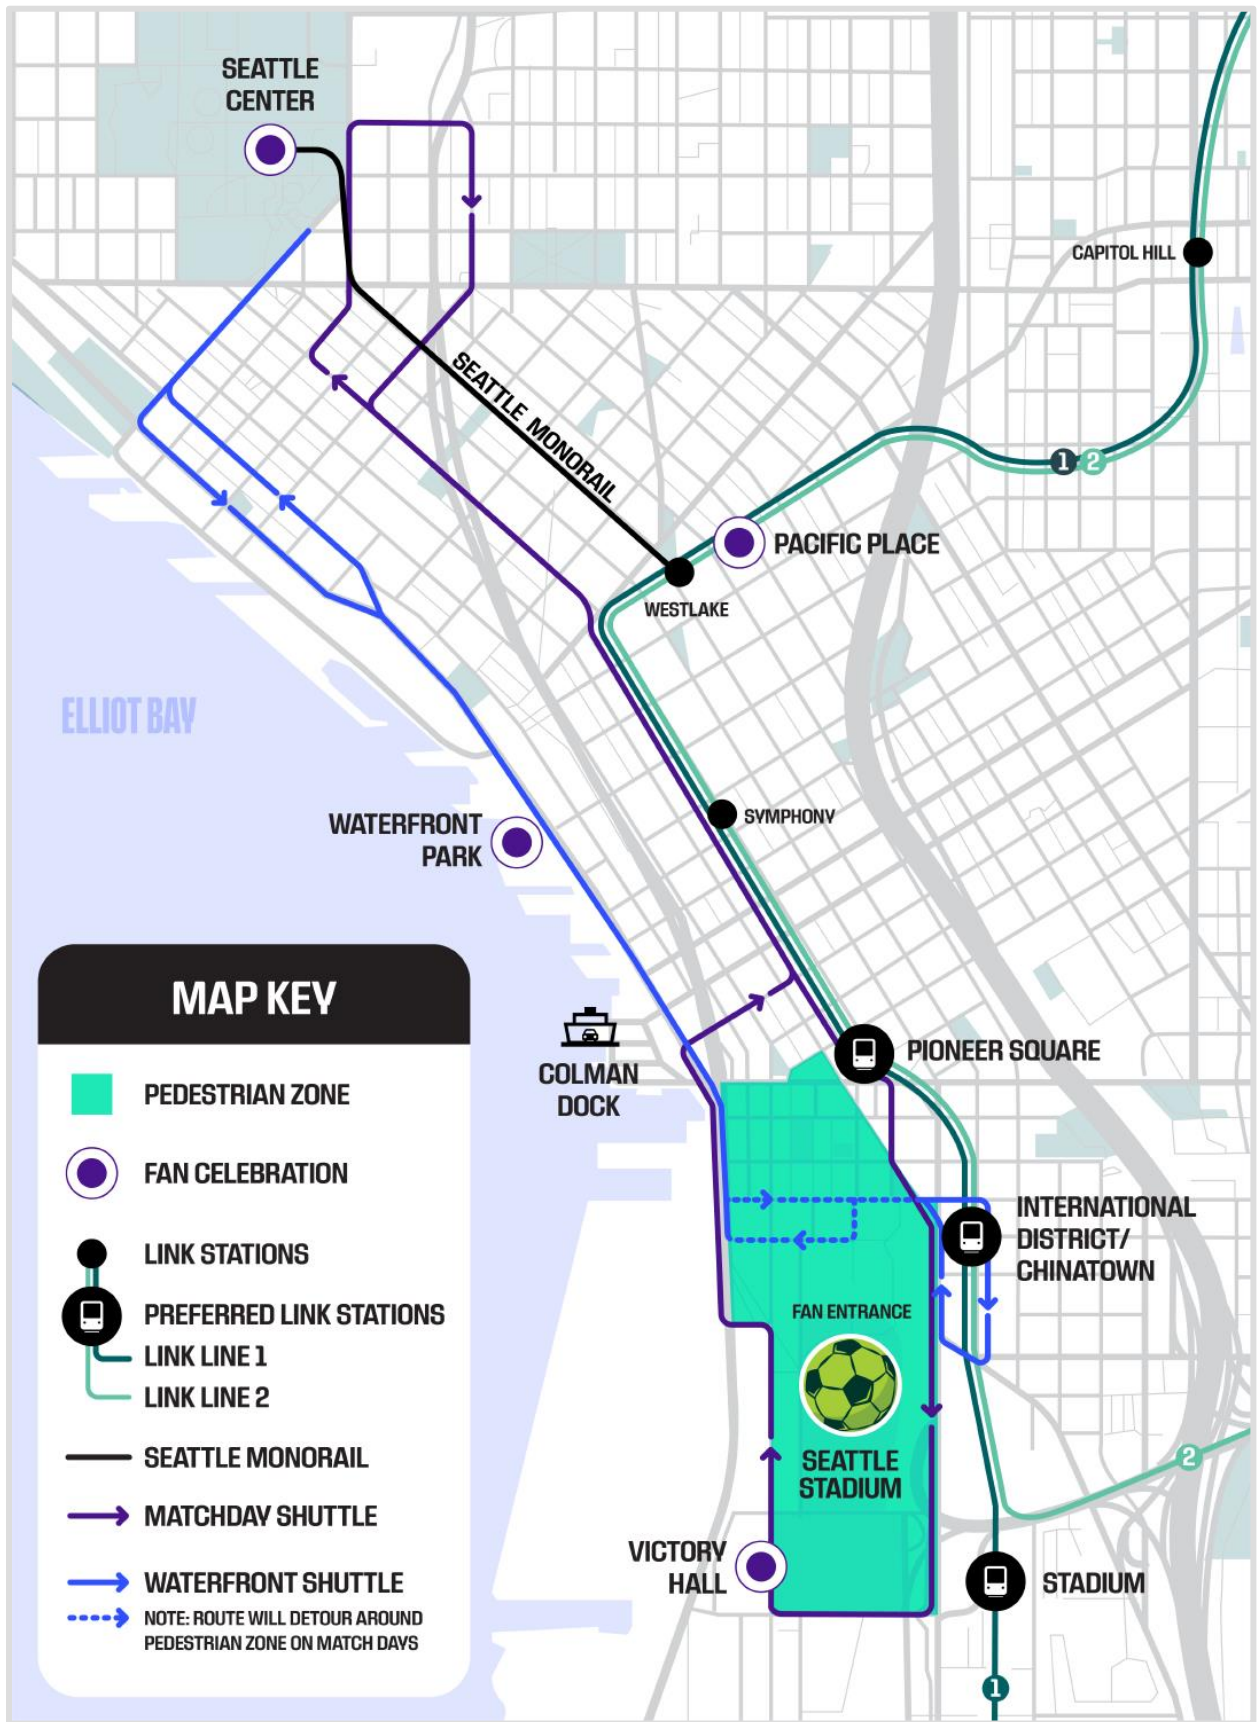 SEATTLE
CENTER
CAPITOL HILL
SEATTLE MONORAIL
1
2
PACIFIC PLACE
WESTLAKE
ELLIOT BAY
SYMPHONY
WATERFRONT
PARK
COLMAN
DOCK
PIONEER SQUARE
INTERNATIONAL
DISTRICT/
CHINATOWN
FAN ENTRANCE
SEATTLE
STADIUM
2
VICTORY
HALL
STADIUM
1
MAP KEY
PEDESTRIAN ZONE
FAN CELEBRATION
LINK STATIONS
PREFERRED LINK STATIONS
LINK LINE 1
LINK LINE 2
SEATTLE MONORAIL
MATCHDAY SHUTTLE
WATERFRONT SHUTTLE
NOTE: ROUTE WILL DETOUR AROUND
PEDESTRIAN ZONE ON MATCH DAYS